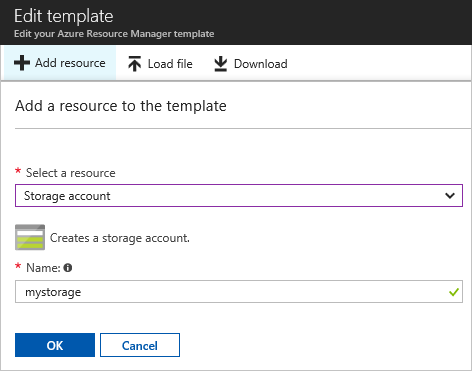 Edit template
Edit your Azure Resource Manager template
Add resource Load file Download
Add a resource to the template
* Select a resource
Storage account
Creates a storage account.
* Name:
mystorage
OK Cancel